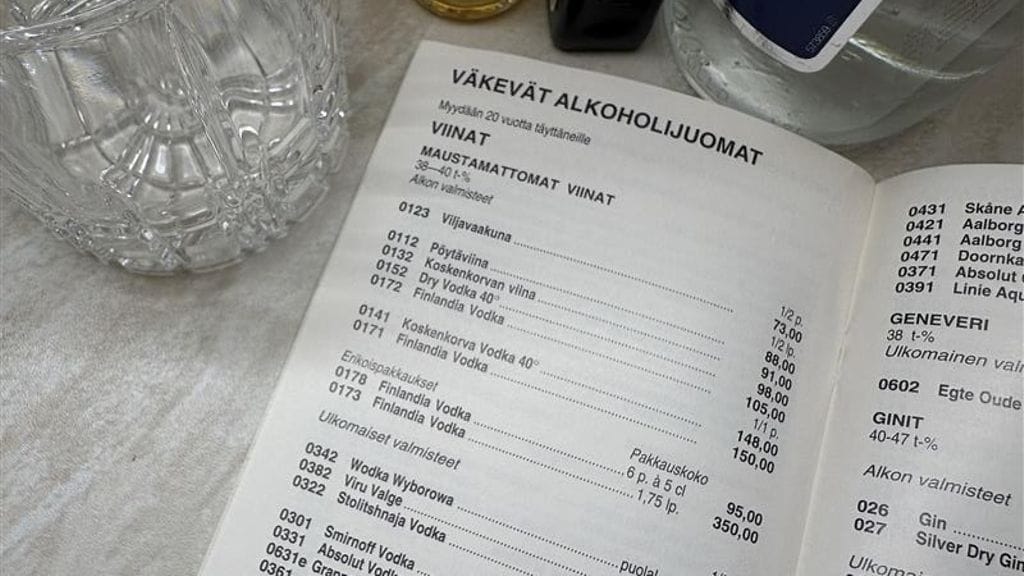 VÄKEVÄT ALKOHOLIJUOMAT
Myydään 20 vuotta täyttäneille
VIINAT
MAUSTAMATTOMAT VIINAT
38—40 t-%
Alkon valmisteet
1/2 p.
0123 Viljavaakuna 73,00
1/2 lp.
0112 Pöytäviina 88,00
0132 Koskenkorvan viina 91,00
0152 Dry Vodka 40° 98,00
0172 Finlandia Vodka 105,00
1/1 p.
0141 Koskenkorva Vodka 40° 148,00
0171 Finlandia Vodka 150,00
Erikoispakkaukset Pakkauskoko
0178 Finlandia Vodka 6 p. à 5 cl 95,00
0173 Finlandia Vodka 1,75 lp. 350,00
Ulkomaiset valmisteet
0342 Wodka Wyborowa
0382 Viru Valge
0322 Stolitshnaja Vodka
0301 Smirnoff Vodka
0331 Absolut Vodka
0631e
0361
0431 Skåne
0421 Aalborg
0441 Aalborg
0471 Doornka
0371 Absolut
0391 Linie
GENEVERI
38 t-%
Ulkomainen
0602 Egte Oude
GINIT
40-47 t-%
Alkon valmisteet
026 Gin
027 Silver Dry Gin